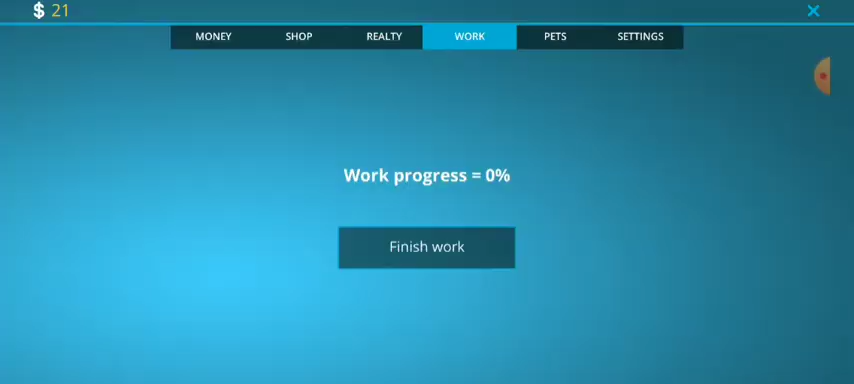 $ 21
MONEY SHOP REALTY WORK PETS SETTINGS
Work progress = 0%
Finish work